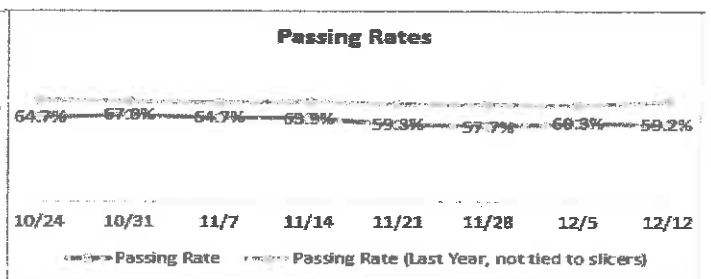 Passing Rates
64.7% 67.0% 64.7% 63.9% 59.3% 57.7% 60.3% 59.2%
10/24 10/31 11/7 11/14 11/21 11/28 12/5 12/12
Passing Rate Passing Rate (Last Year, not tied to slicers)